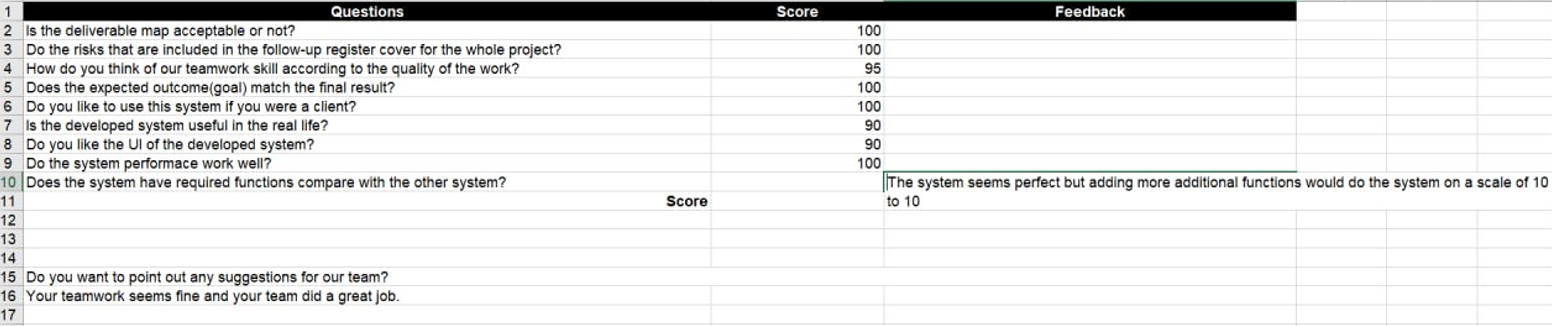 1 Questions Score Feedback
2 Is the deliverable map acceptable or not? 100
3 Do the risks that are included in the follow-up register cover for the whole project? 100
4 How do you think of our teamwork skill according to the quality of the work? 95
5 Does the expected outcome(goal) match the final result? 100
6 Do you like to use this system if you were a client? 100
7 Is the developed system useful in the real life? 90
8 Do you like the UI of the developed system? 90
9 Do the system performace work well? 100
10 Does the system have required functions compare with the other system? The system seems perfect but adding more additional functions would do the system on a scale of 10
11 Score to 10
12
13
14
15 Do you want to point out any suggestions for our team?
16 Your teamwork seems fine and your team did a great job.
17